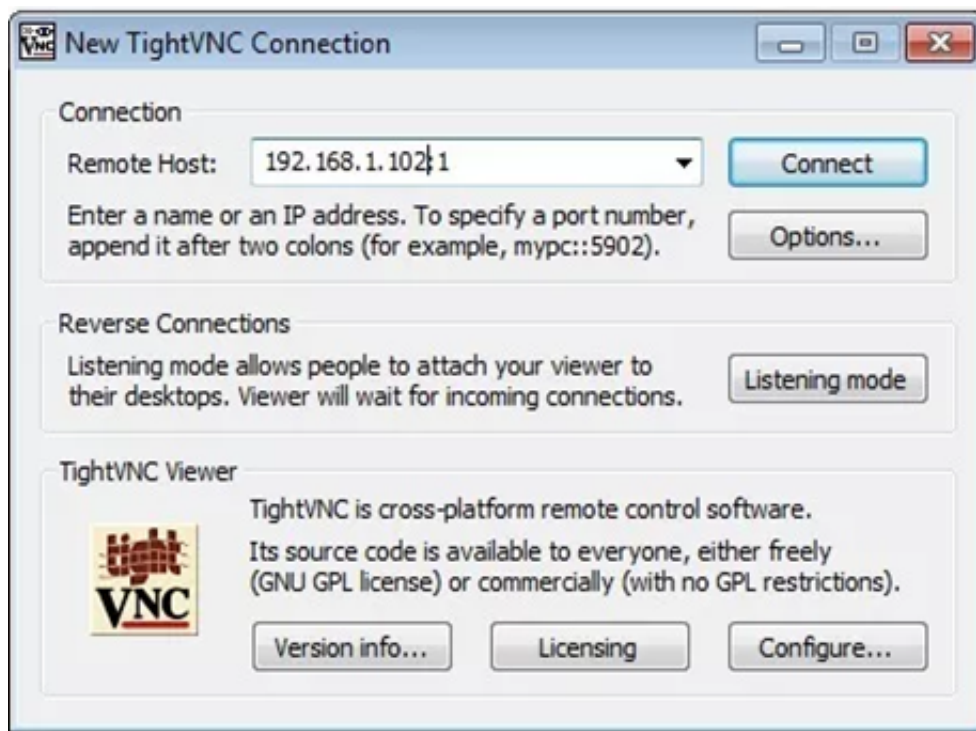 New TightVNC Connection
Connection
Remote Host: 192.168.1.102:1
Connect
Enter a name or an IP address. To specify a port number,
append it after two colons (for example, mypc::5902).
Options...
Reverse Connections
Listening mode allows people to attach your viewer to
their desktops. Viewer will wait for incoming connections.
Listening mode
TightVNC Viewer
TightVNC is cross-platform remote control software.
Its source code is available to everyone, either freely
(GNU GPL license) or commercially (with no GPL restrictions).
tight
VNC
Version info... Licensing Configure...